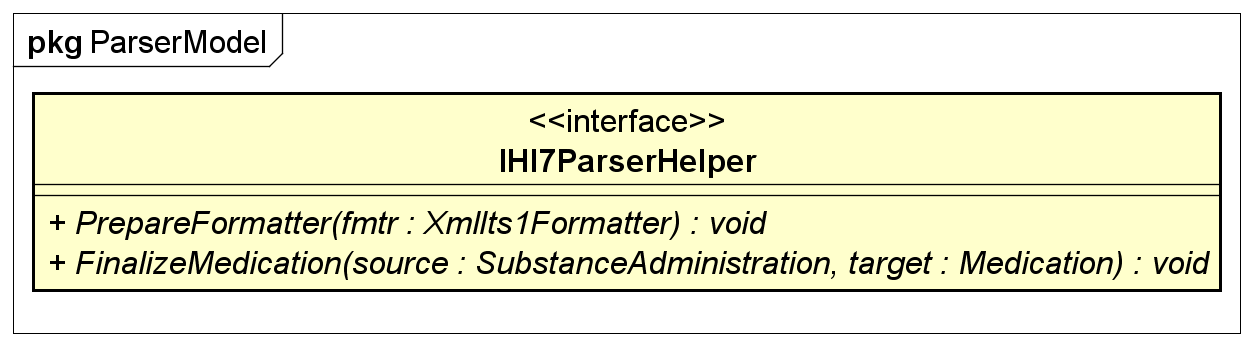 pkg ParserModel
<<interface>>
IHl7ParserHelper
+ PrepareFormatter(fmtr : XmlIts1Formatter) : void
+ FinalizeMedication(source : SubstanceAdministration, target : Medication) : void